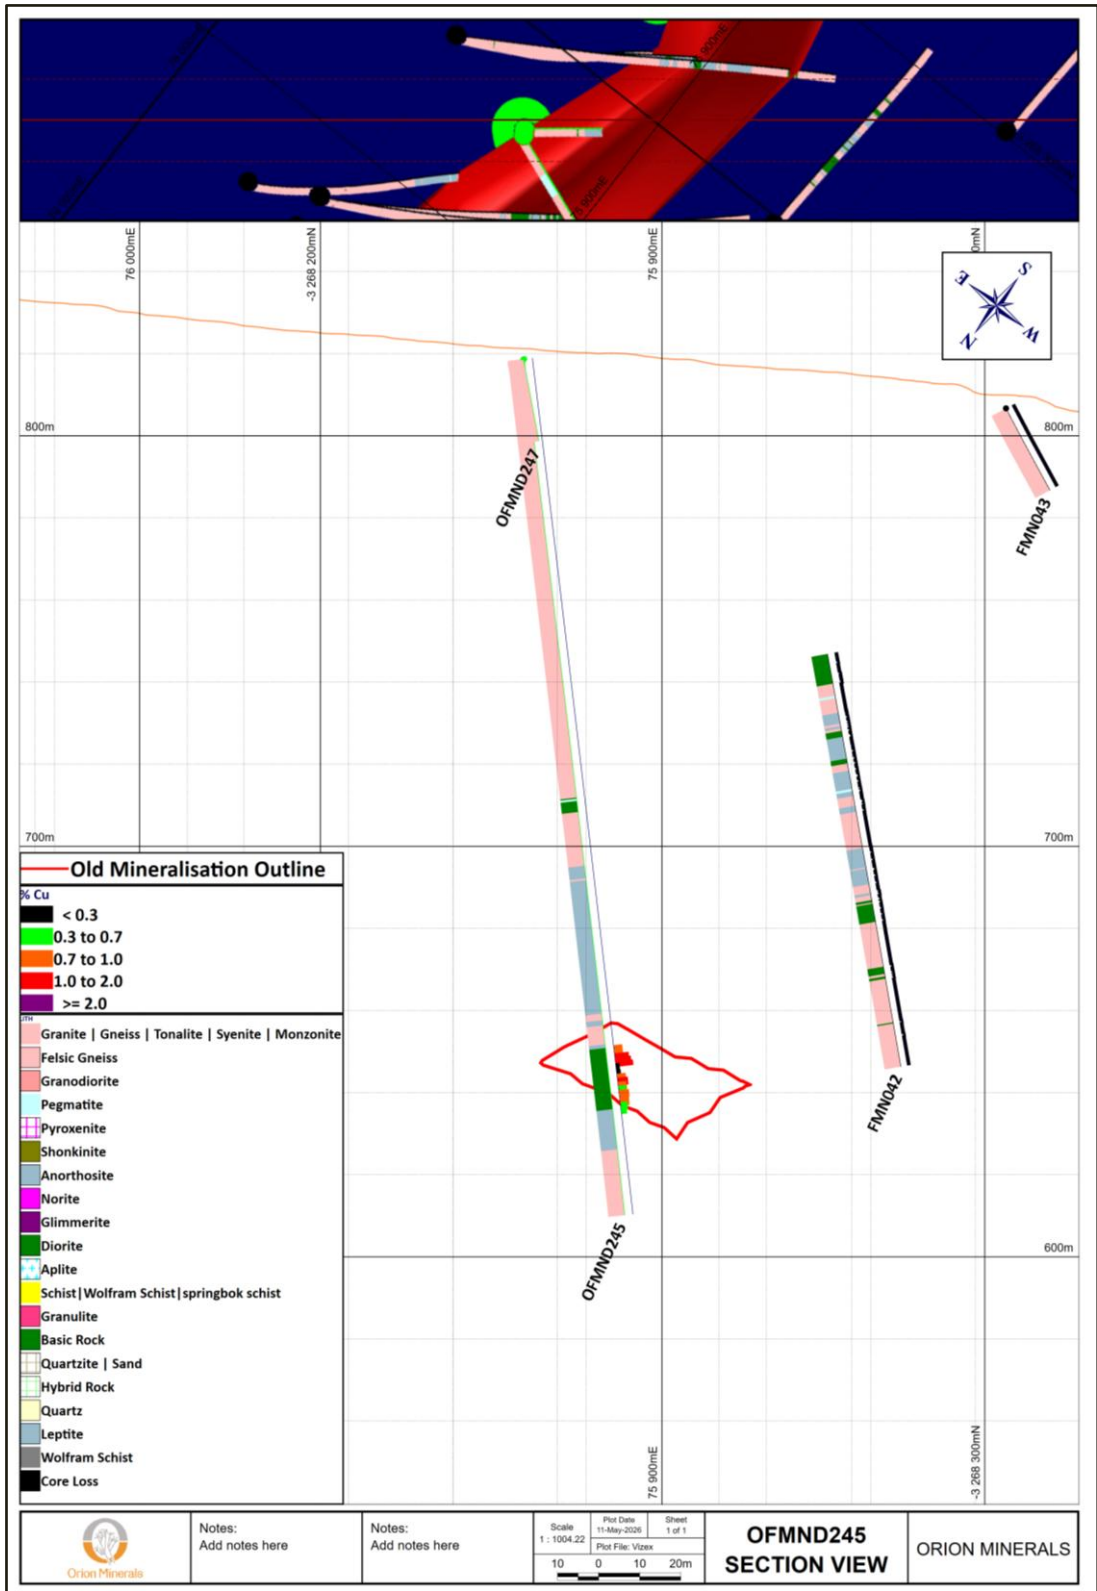 900mE
75 900mE
76 000mE
-3 268 200mN
75 900mE
S
E
W
N
800m
800m
OFMND247
FMN043
700m
700m
Old Mineralisation Outline
% Cu
< 0.3
0.3 to 0.7
0.7 to 1.0
1.0 to 2.0
>= 2.0
LITH
Granite | Gneiss | Tonalite | Syenite | Monzonite
Felsic Gneiss
Granodiorite
Pegmatite
Pyroxenite
Shonkinite
Anorthosite
Norite
Glimmerite
Diorite
Aplite
Schist|Wolfram Schist|springbok schist
Granulite
Basic Rock
Quartzite | Sand
Hybrid Rock
Quartz
Leptite
Wolfram Schist
Core Loss
FMN042
OFMND245
600m
75 900mE
-3 268 300mN
Orion Minerals
Notes:
Add notes here
Notes:
Add notes here
Scale
1 : 1004.22
Plot Date
11-May-2026
Sheet
1 of 1
Plot File: Vizex
10 0 10 20m
OFMND245
SECTION VIEW
ORION MINERALS